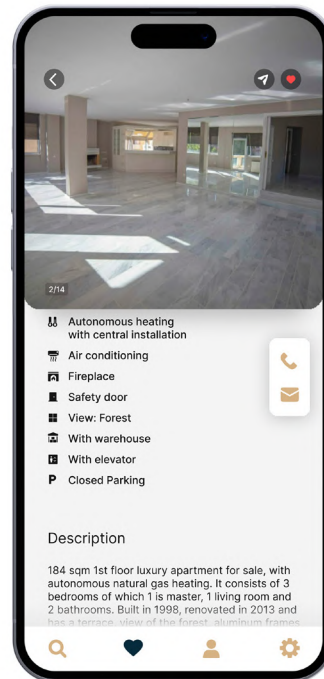 2/14
Autonomous heating
with central installation
Air conditioning
Fireplace
Safety door
View: Forest
With warehouse
With elevator
P Closed Parking
Description
184 sqm 1st floor luxury apartment for sale, with
autonomous natural gas heating. It consists of 3
bedrooms of which 1 is master, 1 living room and
2 bathrooms. Built in 1998, renovated in 2013 and
has a terrace, view of the forest, aluminum frames